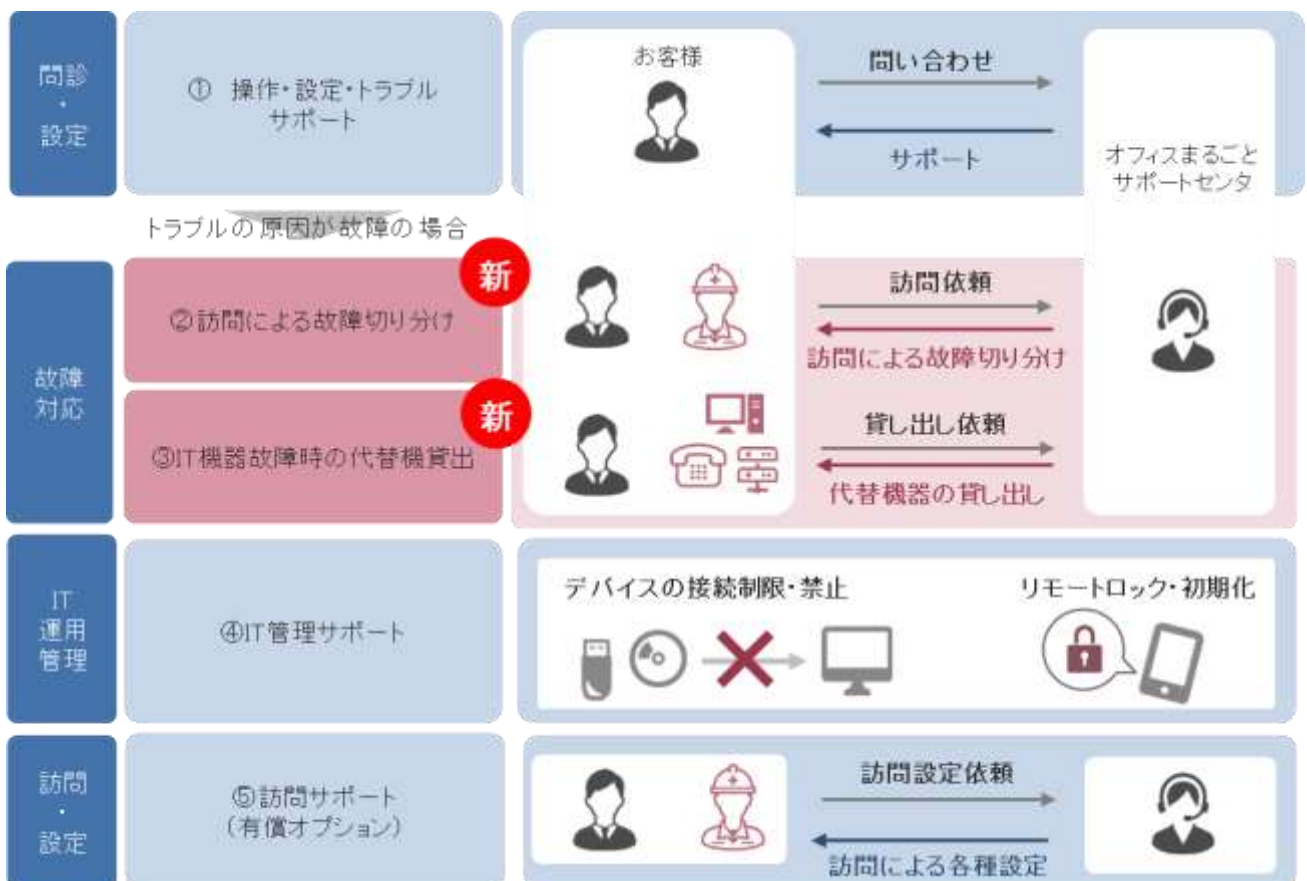 問診
・
設定
① 操作・設定・トラブル
サポート
お客様
問い合わせ
サポート
オフィスまるごと
サポートセンタ
トラブルの原因が故障の場合
故障
対応
新
②訪問による故障切り分け
訪問依頼
訪問による故障切り分け
新
③IT機器故障時の代替機貸出
貸し出し依頼
代替機器の貸し出し
IT
運用
管理
④IT管理サポート
デバイスの接続制限・禁止
リモートロック・初期化
訪問
・
設定
⑤訪問サポート
(有償オプション)
訪問設定依頼
訪問による各種設定